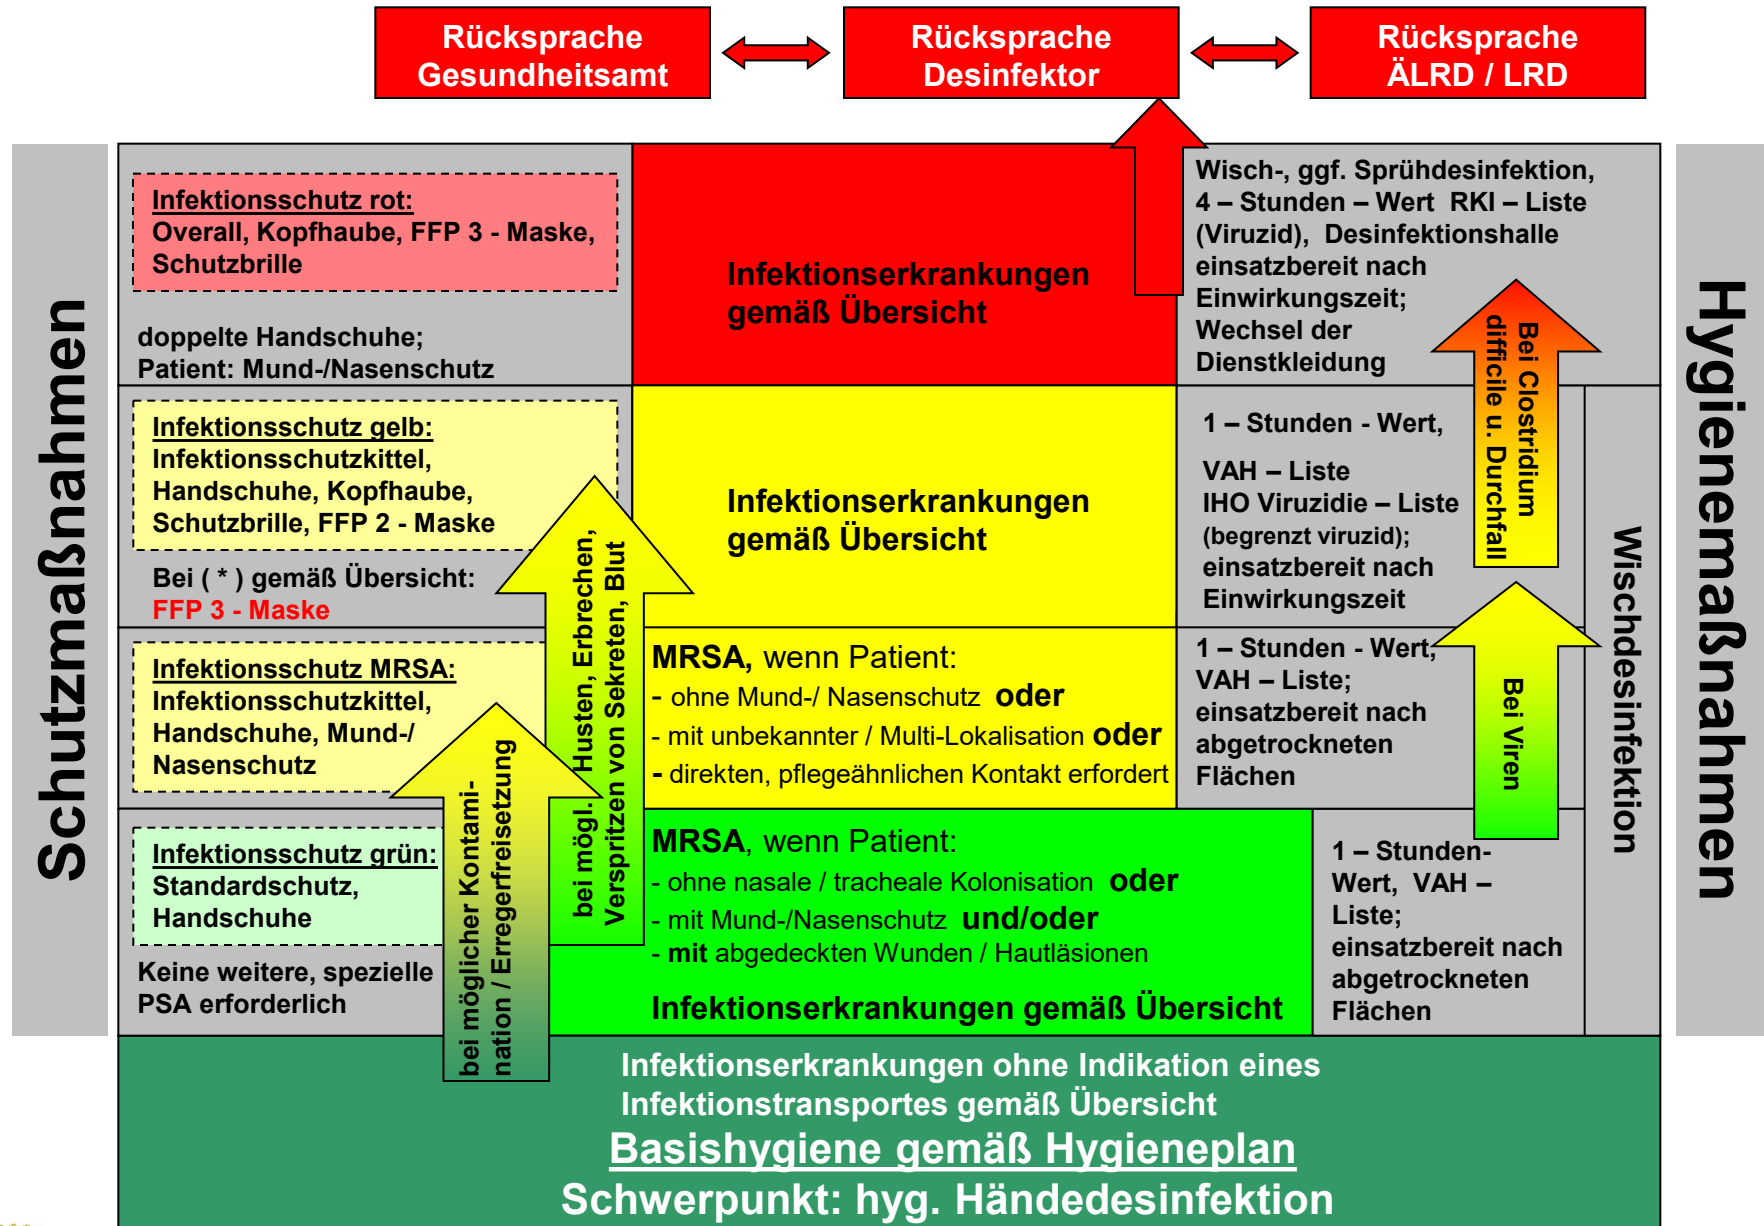 Rücksprache
Gesundheitsamt
Rücksprache
Desinfektor
Rücksprache
ÄLRD / LRD
Schutzmaßnahmen
Infektionsschutz rot:
Overall, Kopfhaube, FFP 3 - Maske,
Schutzbrille
doppelte Handschuhe;
Patient: Mund-/Nasenschutz
Infektionserkrankungen
gemäß Übersicht
Wisch-, ggf. Sprühdesinfektion,
4 – Stunden – Wert RKI – Liste
(Viruzid), Desinfektionshalle
einsatzbereit nach
Einwirkungszeit;
Wechsel der
Dienstkleidung
Bei Clostridium
difficile u. Durchfall
Hygienemaßnahmen
Infektionsschutz gelb:
Infektionsschutzkittel,
Handschuhe, Kopfhaube,
Schutzbrille, FFP 2 - Maske
Bei ( * ) gemäß Übersicht:
FFP 3 - Maske
bei mögl. Husten, Erbrechen,
Verspritzen von Sekreten, Blut
Infektionserkrankungen
gemäß Übersicht
1 – Stunden - Wert,
VAH – Liste
IHO Viruzidie – Liste
(begrenzt viruzid);
einsatzbereit nach
Einwirkungszeit
Wischdesinfektion
Infektionsschutz MRSA:
Infektionsschutzkittel,
Handschuhe, Mund-/
Nasenschutz
bei möglicher Kontami-
nation / Erregerfreisetzung
MRSA, wenn Patient:
- ohne Mund-/ Nasenschutz oder
- mit unbekannter / Multi-Lokalisation oder
- direkten, pflegeähnlichen Kontakt erfordert
1 – Stunden - Wert,
VAH – Liste;
einsatzbereit nach
abgetrockneten
Flächen
Bei Viren
Infektionsschutz grün:
Standardschutz,
Handschuhe
Keine weitere, spezielle
PSA erforderlich
MRSA, wenn Patient:
- ohne nasale / tracheale Kolonisation oder
- mit Mund-/Nasenschutz und/oder
- mit abgedeckten Wunden / Hautläsionen
Infektionserkrankungen gemäß Übersicht
1 – Stunden-
Wert, VAH –
Liste;
einsatzbereit nach
abgetrockneten
Flächen
Infektionserkrankungen ohne Indikation eines
Infektionstransportes gemäß Übersicht
Basishygiene gemäß Hygieneplan
Schwerpunkt: hyg. Händedesinfektion